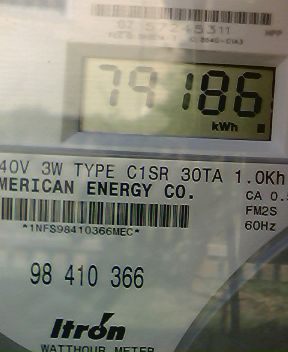 79186
kWh
40V 3W TYPE C1SR 30TA 1.0Kh
MERICAN ENERGY CO.
CA 0.
FM2S
*1NFS98410366MEC*
60Hz
98 410 366
Itron
WATTHOUR METER